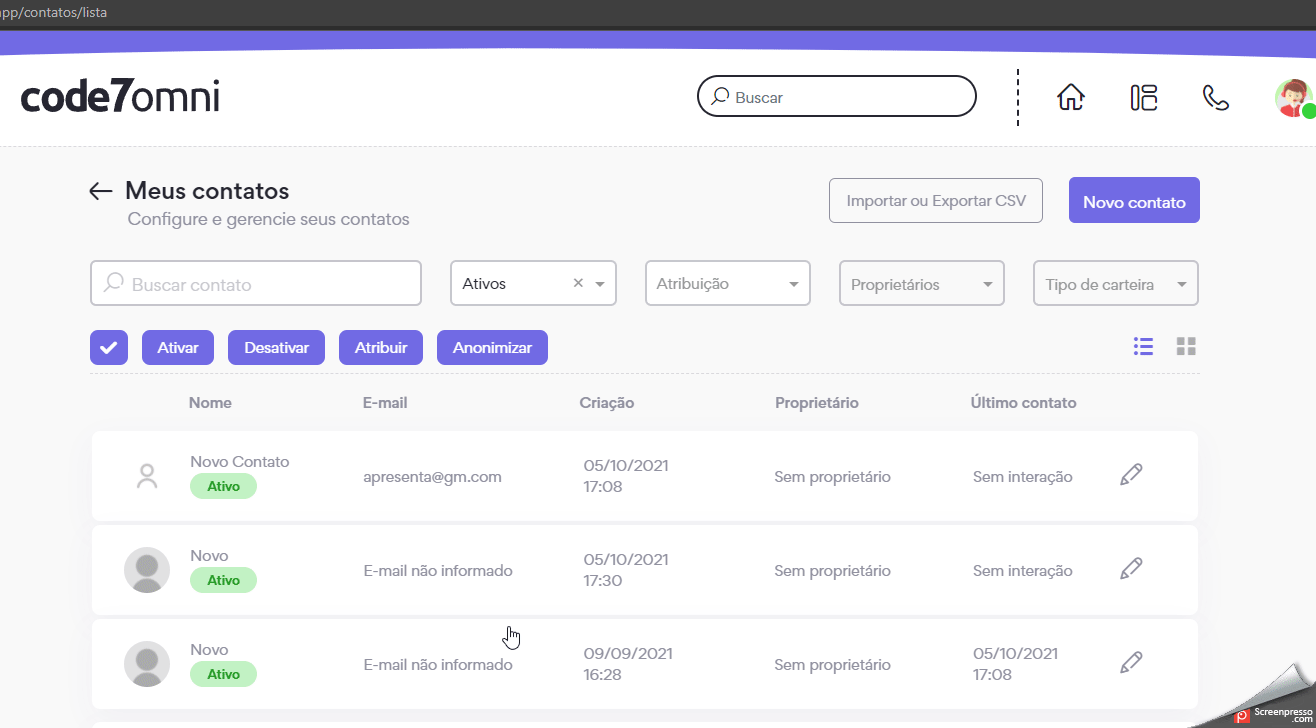 app/contatos/lista
code7omni
Buscar
Meus contatos
Configure e gerencie seus contatos
Importar ou Exportar CSV
Novo contato
Buscar contato
Ativos
Atribuição
Proprietários
Tipo de carteira
Ativar
Desativar
Atribuir
Anonimizar
Nome
E-mail
Criação
Proprietário
Último contato
Novo Contato
Ativo
apresenta@gm.com
05/10/2021
17:08
Sem proprietário
Sem interação
Novo
Ativo
E-mail não informado
05/10/2021
17:30
Sem proprietário
Sem interação
Novo
Ativo
E-mail não informado
09/09/2021
16:28
Sem proprietário
05/10/2021
17:08
Screenpresso
.com